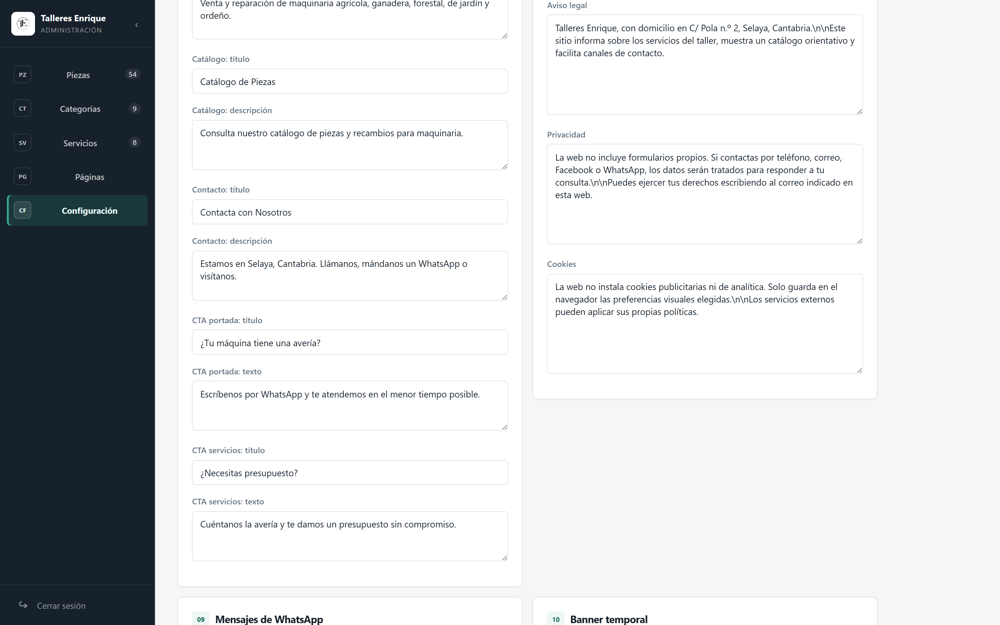 Talleres Enrique
ADMINISTRACIÓN
PZ
Piezas
54
CT
Categorías
9
SV
Servicios
8
PG
Páginas
CF
Configuración
Cerrar sesión
Venta y reparación de maquinaria agrícola, ganadera, forestal, de jardín y
ordeño.
Catálogo: título
Catálogo de Piezas
Catálogo: descripción
Consulta nuestro catálogo de piezas y recambios para maquinaria.
Contacto: título
Contacta con Nosotros
Contacto: descripción
Estamos en Selaya, Cantabria. Llámanos, mándanos un WhatsApp o
visítanos.
CTA portada: título
¿Tu máquina tiene una avería?
CTA portada: texto
Escríbenos por WhatsApp y te atendemos en el menor tiempo posible.
CTA servicios: título
¿Necesitas presupuesto?
CTA servicios: texto
Cuéntanos la avería y te damos un presupuesto sin compromiso.
Aviso legal
Talleres Enrique, con domicilio en C/ Pola n.º 2, Selaya, Cantabria.\n\nEste
sitio informa sobre los servicios del taller, muestra un catálogo orientativo y
facilita canales de contacto.
Privacidad
La web no incluye formularios propios. Si contactas por teléfono, correo,
Facebook o WhatsApp, los datos serán tratados para responder a tu
consulta.\n\nPuedes ejercer tus derechos escribiendo al correo indicado en
esta web.
Cookies
La web no instala cookies publicitarias ni de analítica. Solo guarda en el
navegador las preferencias visuales elegidas.\n\nLos servicios externos
pueden aplicar sus propias políticas.
09
Mensajes de WhatsApp
10
Banner temporal